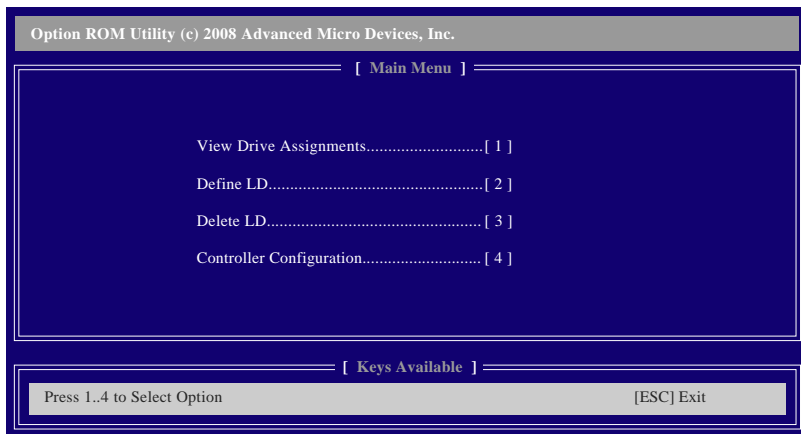 Option ROM Utility (c) 2008 Advanced Micro Devices, Inc.
[ Main Menu ]
View Drive Assignments...........................[ 1 ]
Define LD..................................................[ 2 ]
Delete LD..................................................[ 3 ]
Controller Configuration...........................[ 4 ]
[ Keys Available ]
Press 1..4 to Select Option [ESC] Exit